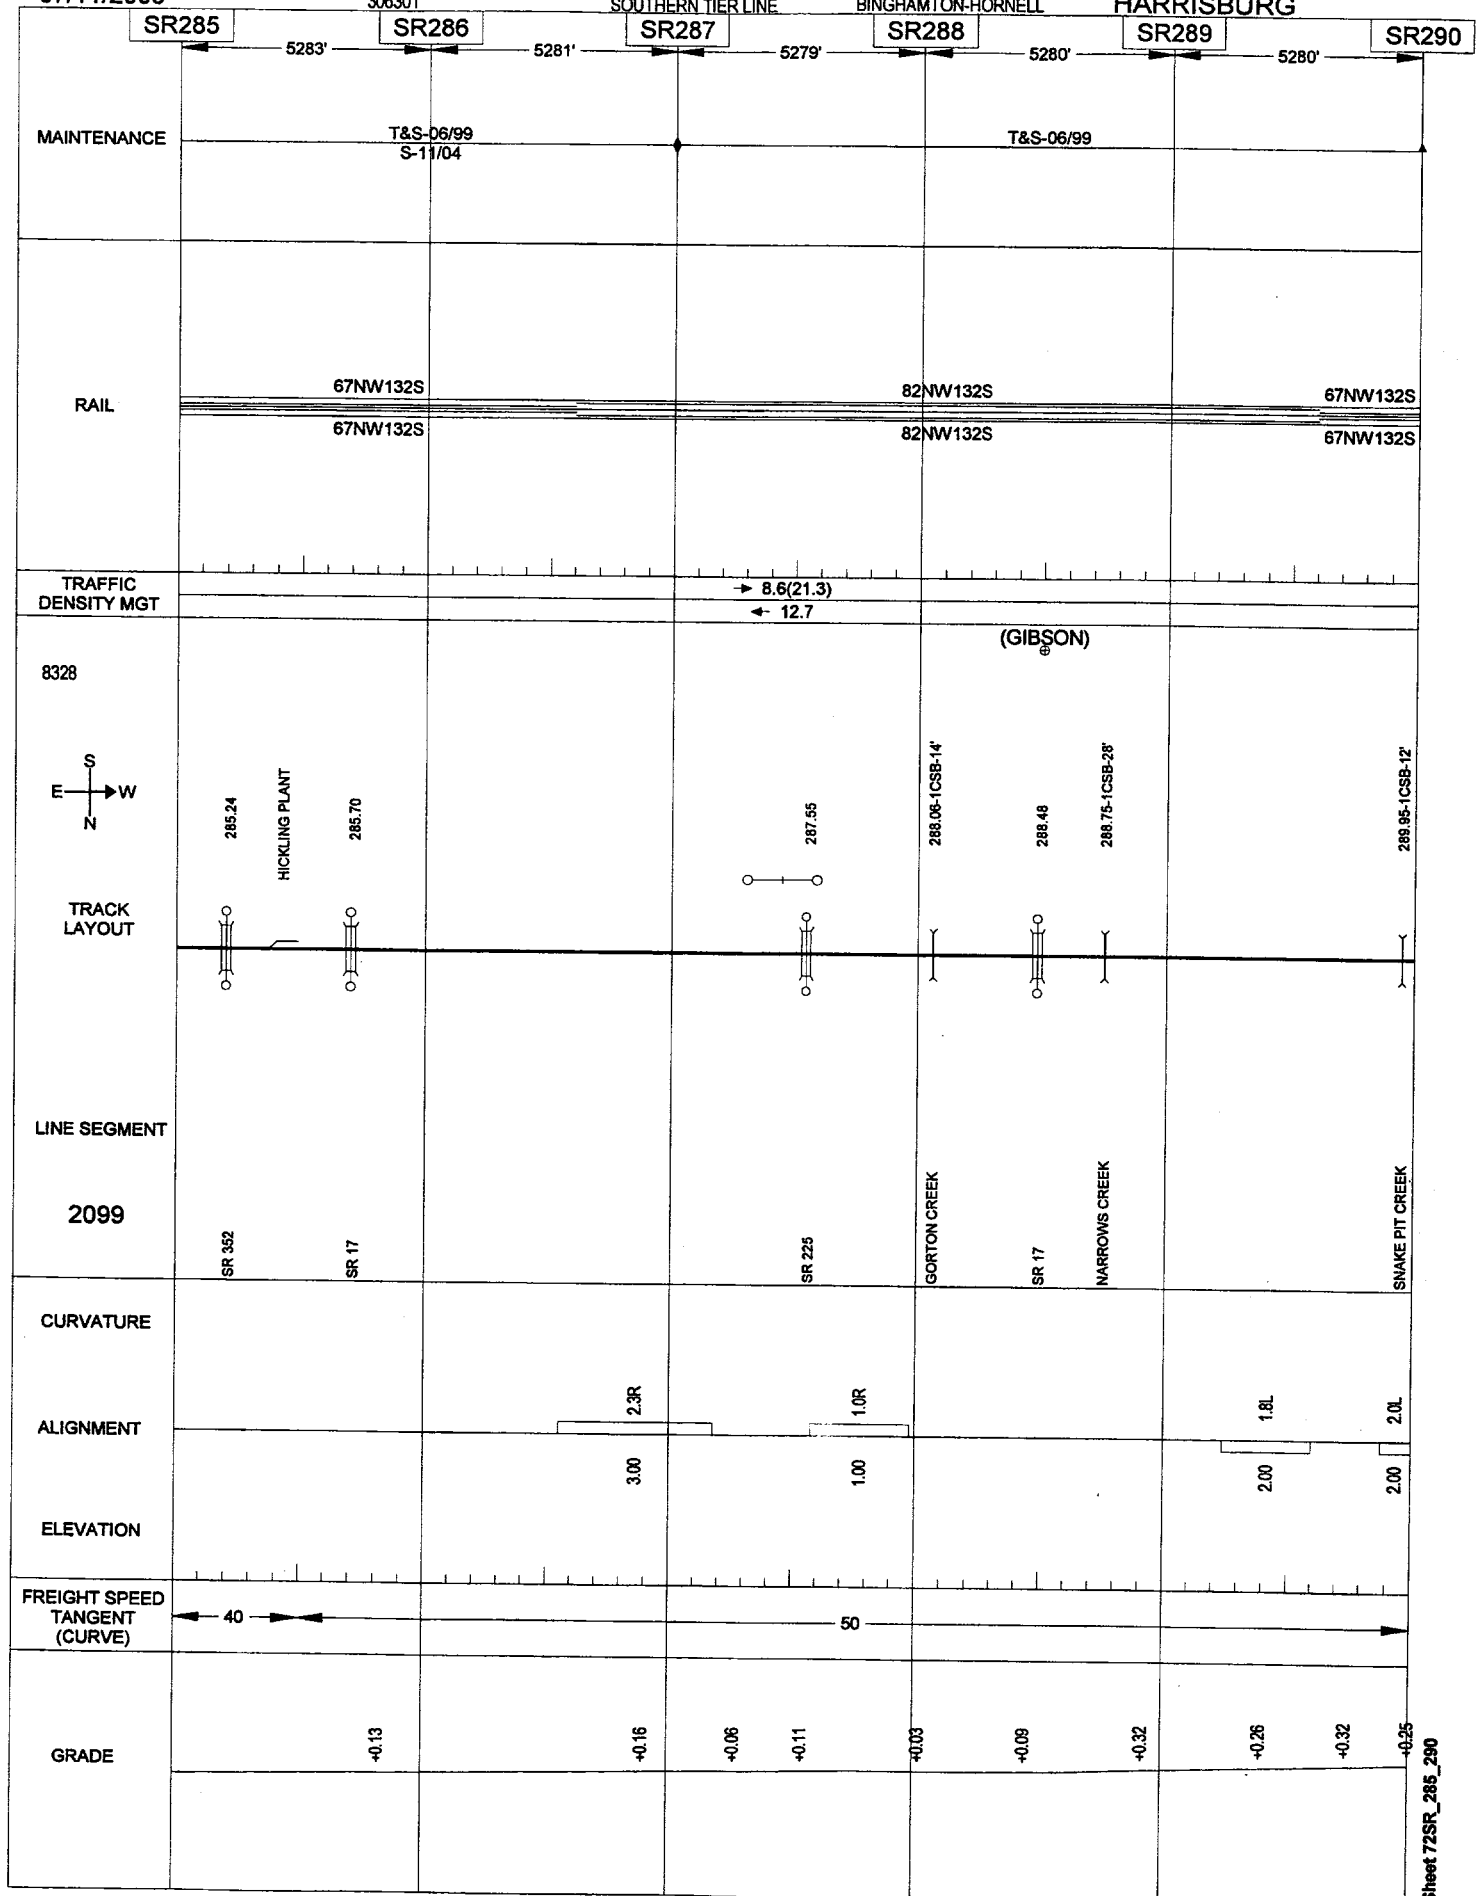 306301 SOUTHERN TIER LINE BINGHAMTON-HORNELL HARRISBURG
SR285 SR286 SR287 SR288 SR289 SR290
5283' 5281' 5279' 5280' 5280'
MAINTENANCE
T&S-06/99 T&S-06/99
S-11/04
RAIL
67NW132S 82NW132S 67NW132S
67NW132S 82NW132S 67NW132S
TRAFFIC
DENSITY MGT
8.6(21.3)
12.7
(GIBSON)
8328
S
E W
N
285.24
HICKLING PLANT
285.70
287.55
288.06-1CSB-14'
288.48
288.75-1CSB-28'
289.95-1CSB-12'
TRACK
LAYOUT
LINE SEGMENT
2099
SR 352
SR 17
SR 225
GORTON CREEK
SR 17
NARROWS CREEK
SNAKE PIT CREEK
CURVATURE
2.3R 1.0R 1.8L 2.0L
ALIGNMENT
3.00 1.00 2.00 2.00
ELEVATION
FREIGHT SPEED
TANGENT
(CURVE)
40 50
GRADE
+0.13 +0.16 +0.06 +0.11 +0.03 +0.09 +0.32 +0.26 +0.32 +0.25
Sheet 72SR_285_290